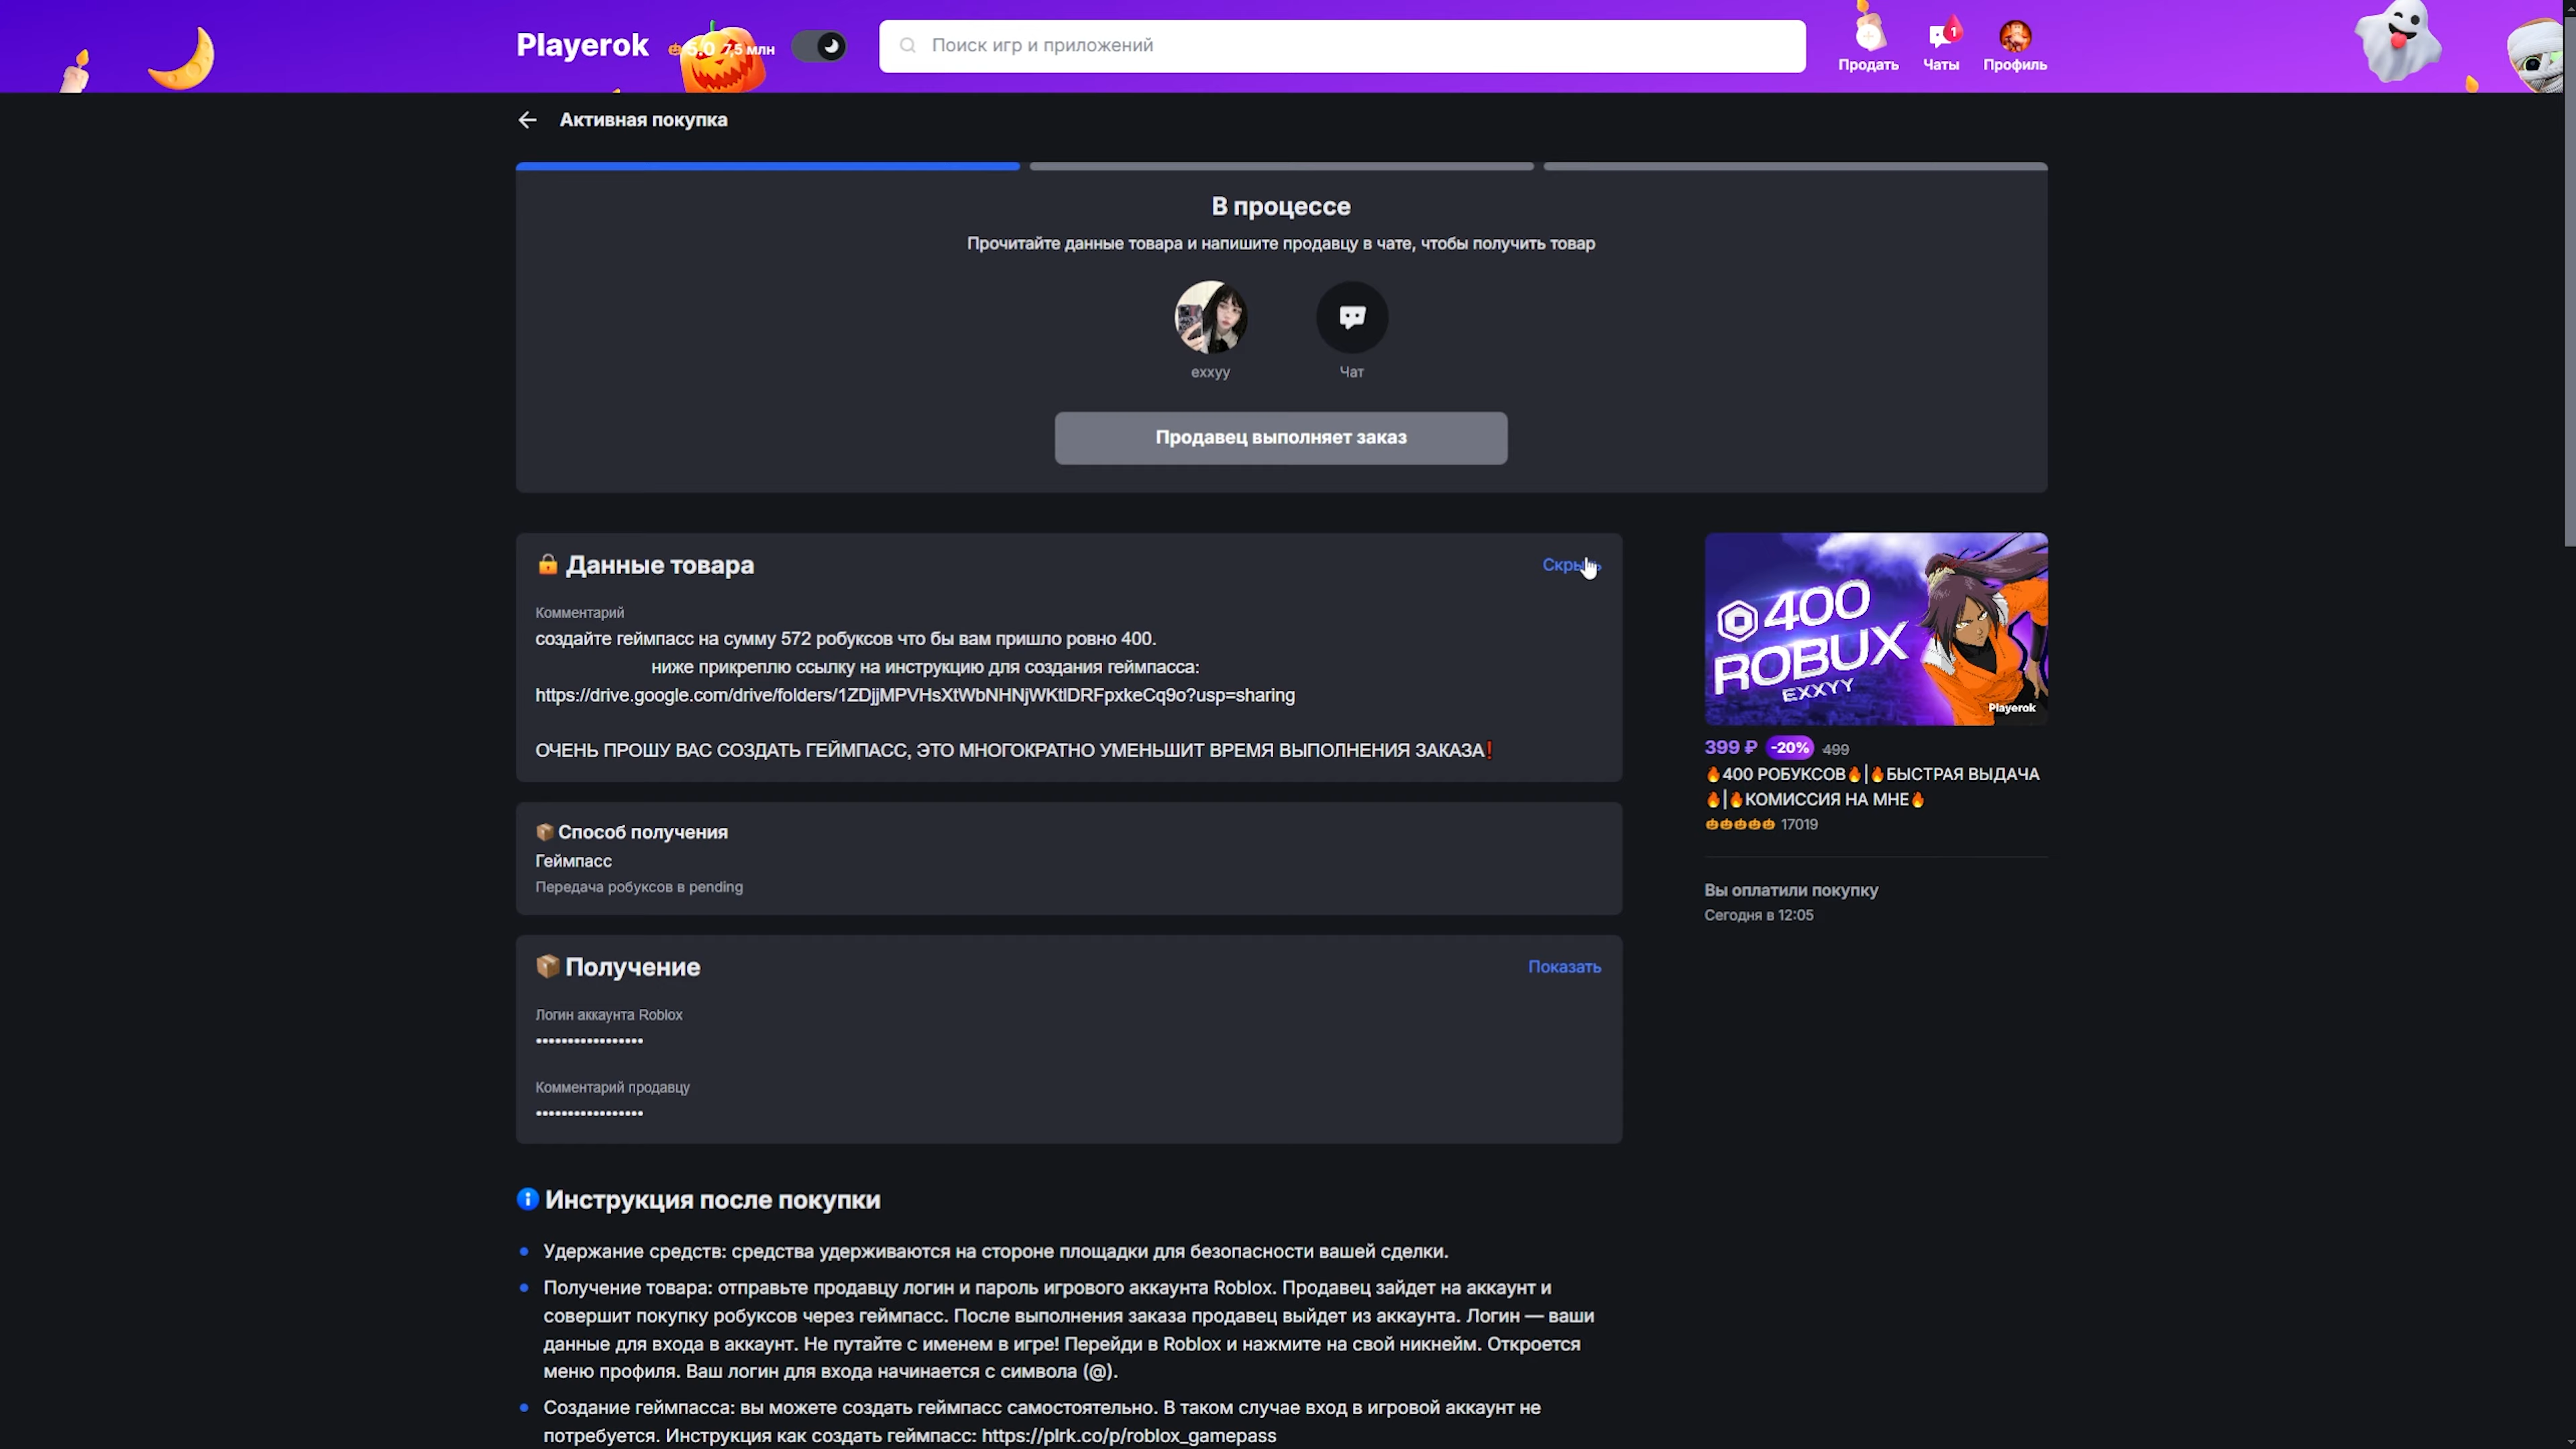 Playerok
5.0 7,5 млн
Поиск игр и приложений
Продать
1
Чаты
Профиль
Активная покупка
В процессе
Прочитайте данные товара и напишите продавцу в чате, чтобы получить товар
exxyy
Чат
Продавец выполняет заказ
Данные товара
Комментарий
создайте геймпасс на сумму 572 робуксов что бы вам пришло ровно 400.
ниже прикреплю ссылку на инструкцию для создания геймпасса:
https://drive.google.com/drive/folders/1ZDjjMPVHsXtWbNHNjWKtIDRFpxkeCq9o?usp=sharing
ОЧЕНЬ ПРОШУ ВАС СОЗДАТЬ ГЕЙМПАСС, ЭТО МНОГОКРАТНО УМЕНЬШИТ ВРЕМЯ ВЫПОЛНЕНИЯ ЗАКАЗА❗
📦 Способ получения
Геймпасс
Передача робуксов в pending
📦 Получение
Показать
Логин аккаунта Roblox
•••••••••••••••••
Комментарий продавцу
•••••••••••••••••
Инструкция после покупки
Удержание средств: средства удерживаются на стороне площадки для безопасности вашей сделки.
Получение товара: отправьте продавцу логин и пароль игрового аккаунта Roblox. Продавец зайдет на аккаунт и
совершит покупку робуксов через геймпасс. После выполнения заказа продавец выйдет из аккаунта. Логин — ваши
данные для входа в аккаунт. Не путайте с именем в игре! Перейди в Roblox и нажмите на свой никнейм. Откроется
меню профиля. Ваш логин для входа начинается с символа (@).
Создание геймпасса: вы можете создать геймпасс самостоятельно. В таком случае вход в игровой аккаунт не
потребуется. Инструкция как создать геймпасс: https://plrk.co/p/roblox_gamepass
400
ROBUX
EXXYY
Playerok
399 ₽ -20% 499
🔥400 РОБУКСОВ🔥|🔥БЫСТРАЯ ВЫДАЧА
🔥|🔥КОМИССИЯ НА МНЕ🔥
17019
Вы оплатили покупку
Сегодня в 12:05